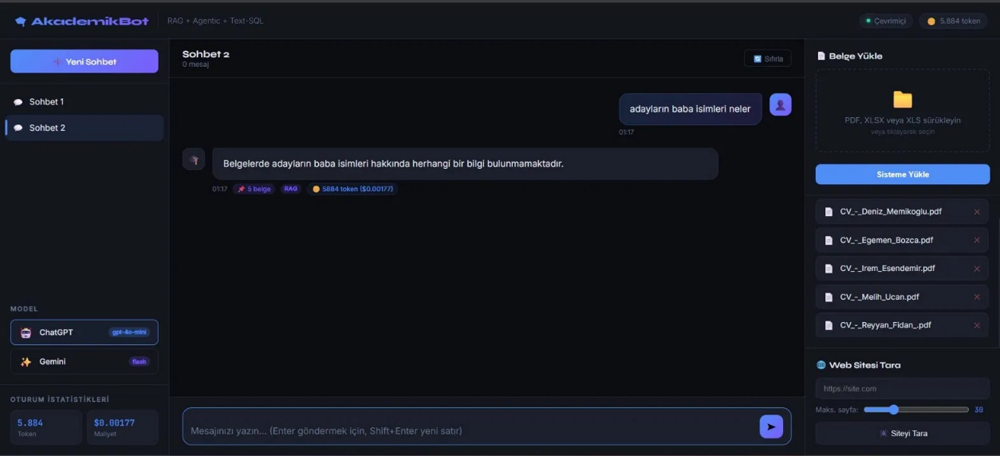 AkademikBot
RAG + Agentic + Text-SQL
Çevrimiçi
5.884 token
Yeni Sohbet
Sohbet 1
Sohbet 2
MODEL
ChatGPT
gpt-4o-mini
Gemini
flash
OTURUM İSTATİSTİKLERİ
5.884
Token
$0.00177
Maliyet
Sohbet 2
0 mesaj
Sıfırla
adayların baba isimleri neler
01:17
Belgelerde adayların baba isimleri hakkında herhangi bir bilgi bulunmamaktadır.
01:17
5 belge
RAG
5884 token ($0.00177)
Mesajınızı yazın... (Enter göndermek için, Shift+Enter yeni satır)
Belge Yükle
PDF, XLSX veya XLS sürükleyin
veya tıklayarak seçin
Sisteme Yükle
CV_-_Deniz_Memikoglu.pdf
CV_-_Egemen_Bozca.pdf
CV_-_Irem_Esendemir.pdf
CV_-_Melih_Ucan.pdf
CV_-_Reyyan_Fidan_.pdf
Web Sitesi Tara
https://site.com
Maks. sayfa:
30
Siteyi Tara